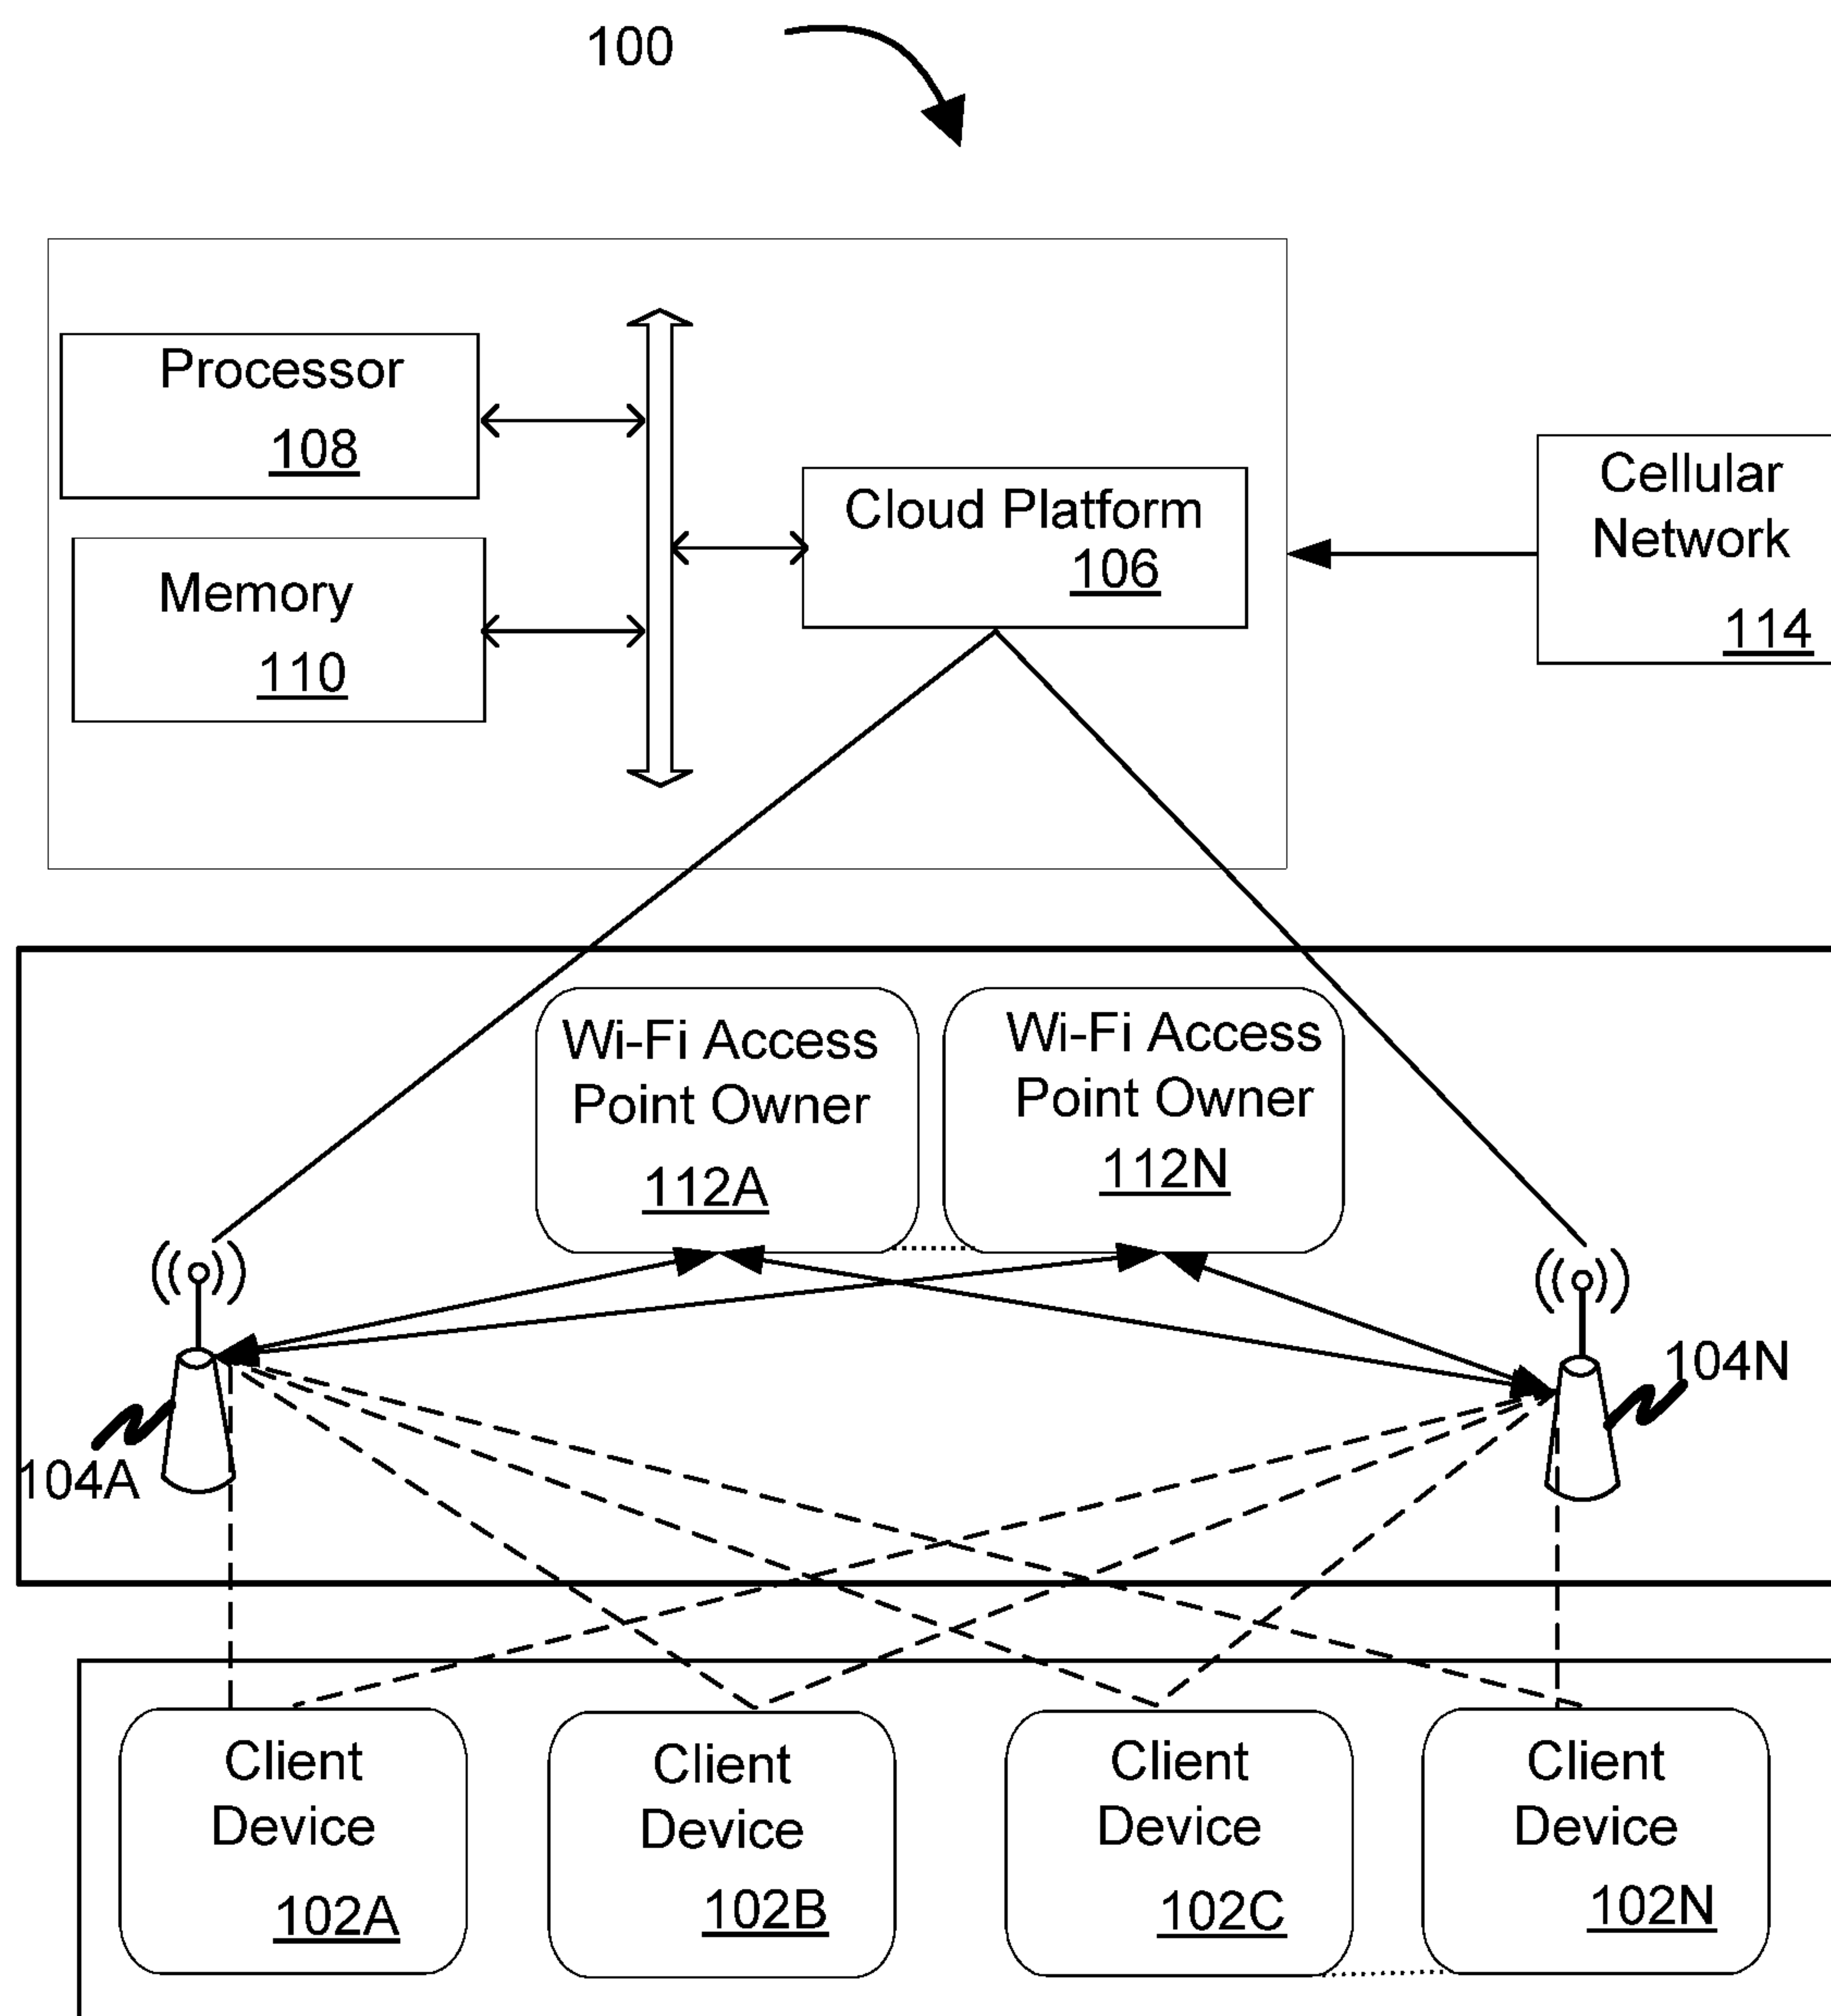 100
Processor
108
Memory
110
Cloud Platform
106
Cellular
Network
114
Wi-Fi Access
Point Owner
112A
Wi-Fi Access
Point Owner
112N
104A
104N
Client
Device
102A
Client
Device
102B
Client
Device
102C
Client
Device
102N